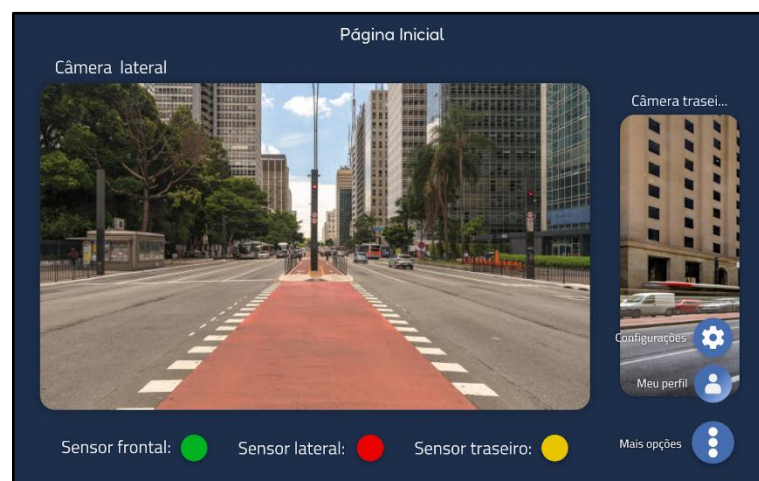 Página Inicial
Câmera lateral
Câmera trasei...
Configurações
Meu perfil
Sensor frontal:
Sensor lateral:
Sensor traseiro:
Mais opções